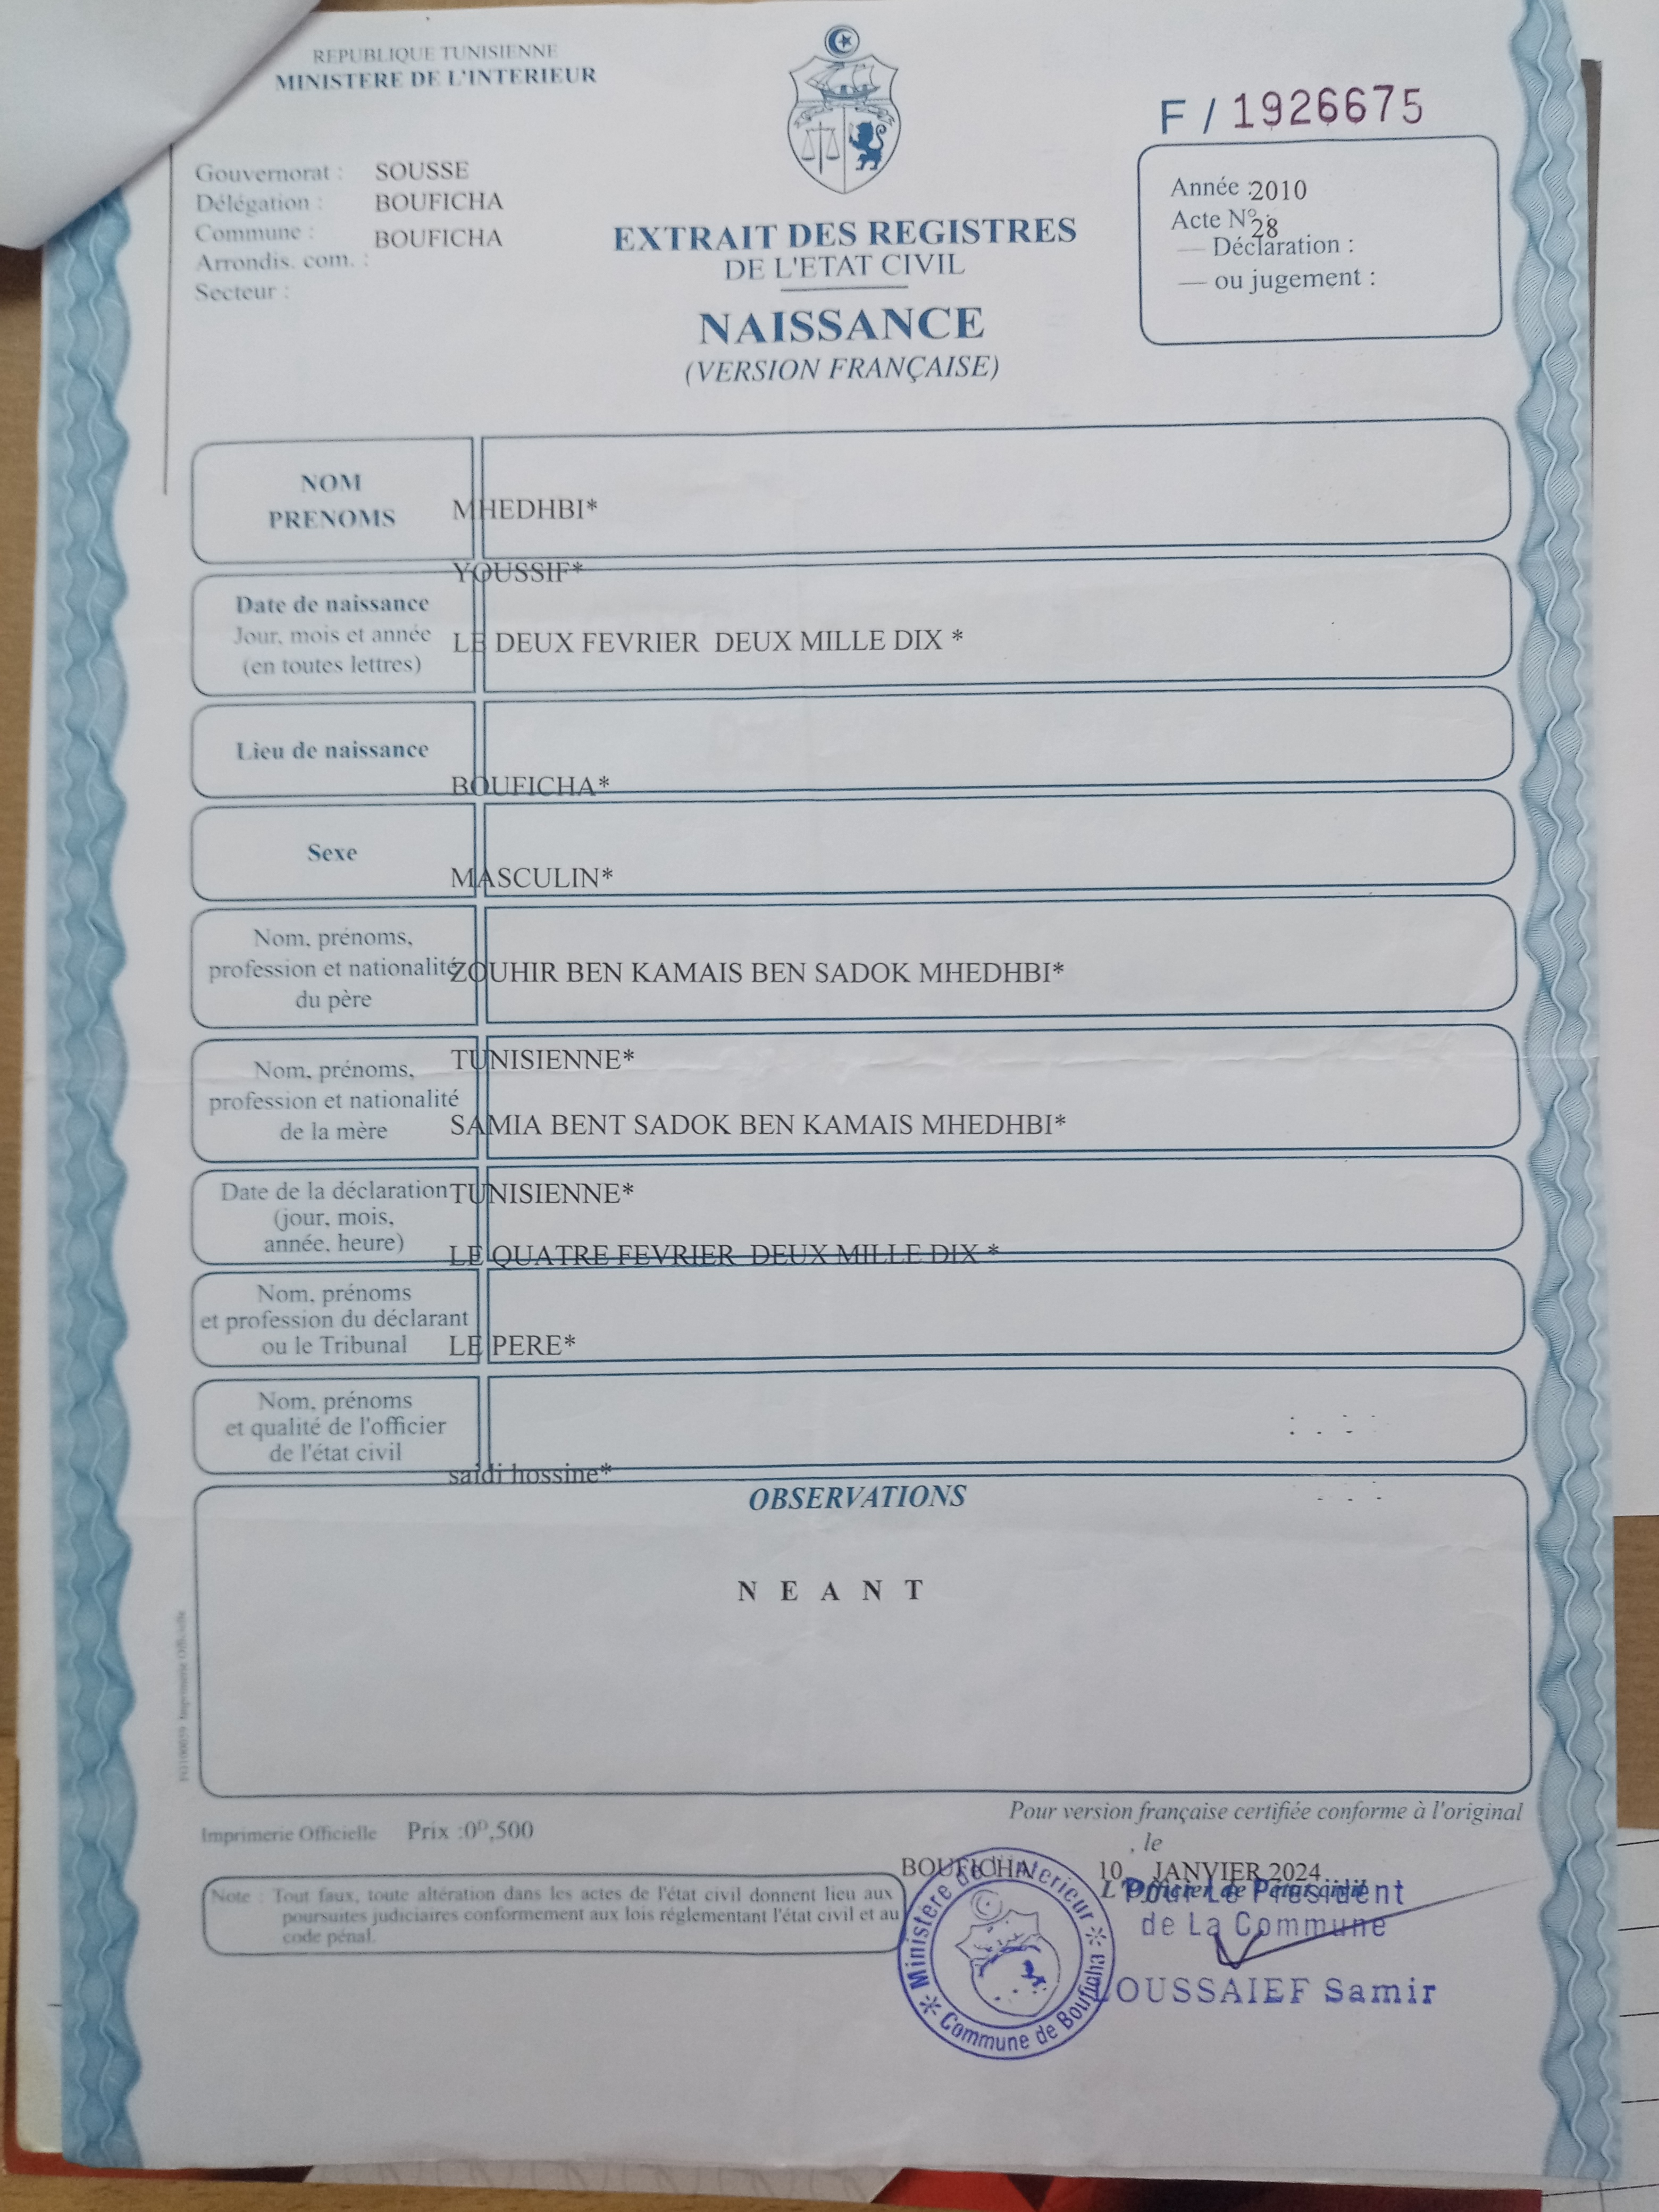 REPUBLIQUE TUNISIENNE
MINISTERE DE L'INTERIEUR
F / 1926675
Gouvernorat : SOUSSE
Délégation : BOUFICHA
Commune : BOUFICHA
Arrondis. com. :
Secteur :
EXTRAIT DES REGISTRES
DE L'ETAT CIVIL
NAISSANCE
(VERSION FRANÇAISE)
Année :2010
Acte N° : 28
— Déclaration :
— ou jugement :
NOM
PRENOMS
MHEDHBI*
YOUSSIF*
Date de naissance
Jour, mois et année
(en toutes lettres)
LE DEUX FEVRIER DEUX MILLE DIX *
Lieu de naissance
BOUFICHA*
Sexe
MASCULIN*
Nom, prénoms,
profession et nationalité
du père
ZOUHIR BEN KAMAIS BEN SADOK MHEDHBI*
TUNISIENNE*
Nom, prénoms,
profession et nationalité
de la mère
SAMIA BENT SADOK BEN KAMAIS MHEDHBI*
TUNISIENNE*
Date de la déclaration
(jour, mois,
année, heure)
LE QUATRE FEVRIER DEUX MILLE DIX *
Nom, prénoms
et profession du déclarant
ou le Tribunal
LE PERE*
Nom, prénoms
et qualité de l'officier
de l'état civil
saidi hossine*
OBSERVATIONS
N E A N T
Imprimerie Officielle
Imprimerie Officielle Prix :0ᴰ,500
Pour version française certifiée conforme à l'original
, le
BOUFICHA 10 JANVIER 2024
L'Officier de l'état civil
Pour Le Président
de La Commune
OUSSAIEF Samir
Ministère de l'intérieur
Commune de Bouficha
Note : Tout faux, toute altération dans les actes de l'état civil donnent lieu aux
poursuites judiciaires conformement aux lois réglementant l'état civil et au
code pénal.